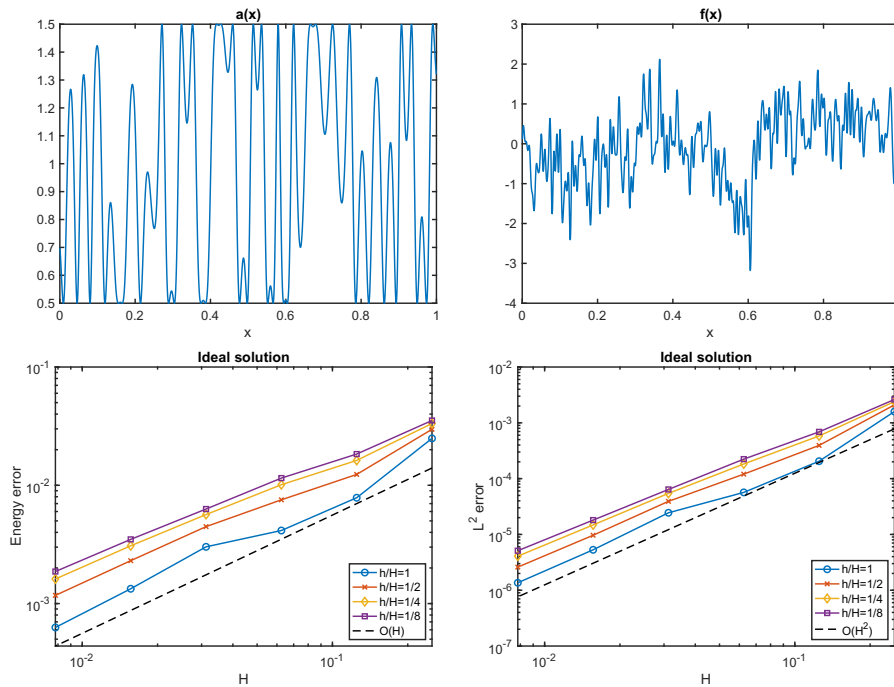 a(x)
1.5
1.4
1.3
1.2
1.1
1
0.9
0.8
0.7
0.6
0.5
0
0.2
0.4
0.6
0.8
1
x
f(x)
3
2
1
0
-1
-2
-3
-4
0
0.2
0.4
0.6
0.8
x
Ideal solution
10^-1
10^-2
10^-3
Energy error
10^-2
10^-1
H
h/H=1
h/H=1/2
h/H=1/4
h/H=1/8
O(H)
Ideal solution
10^-2
10^-3
10^-4
10^-5
10^-6
10^-7
L^2 error
10^-2
10^-1
H
h/H=1
h/H=1/2
h/H=1/4
h/H=1/8
O(H^2)